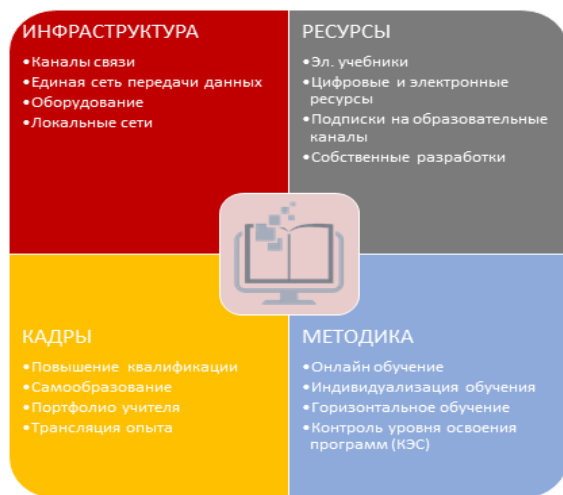 ИНФРАСТРУКТУРА
•Каналы связи
•Единая сеть передачи данных
•Оборудование
•Локальные сети
РЕСУРСЫ
•Эл. учебники
•Цифровые и электронные
ресурсы
•Подписки на образовательные
каналы
•Собственные разработки
КАДРЫ
•Повышение квалификации
•Самообразование
•Портфолио учителя
•Трансляция опыта
МЕТОДИКА
•Онлайн обучение
•Индивидуализация обучения
•Горизонтальное обучение
•Контроль уровня освоения
программ (КЭС)